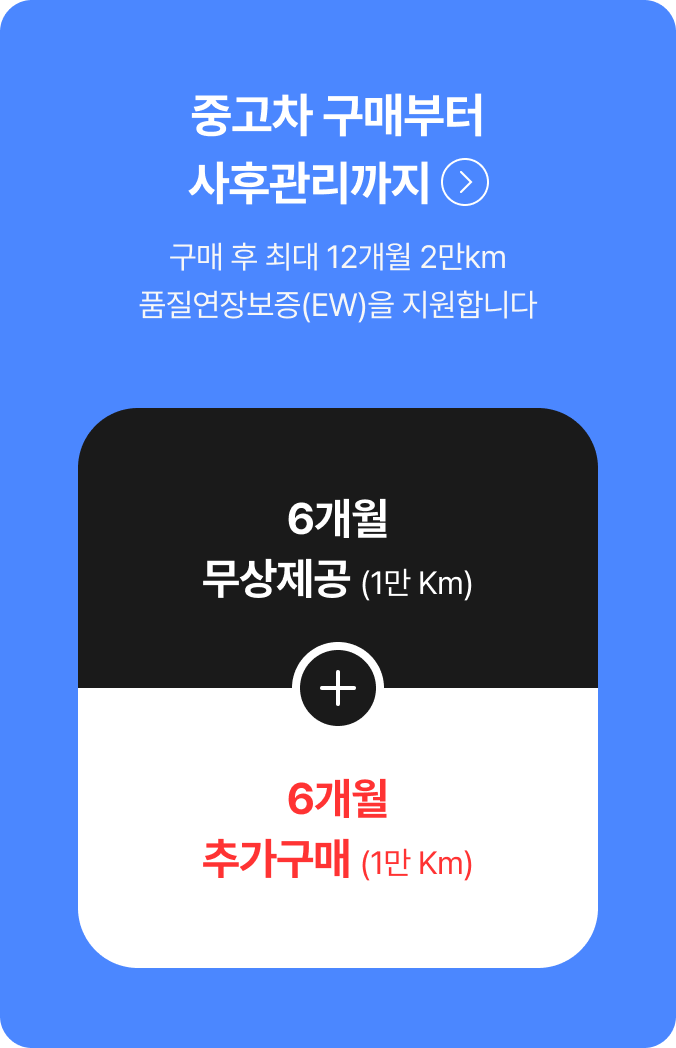 중고차 구매부터
사후관리까지
구매 후 최대 12개월 2만km
품질연장보증(EW)을 지원합니다
6개월
무상제공 (1만 Km)
6개월
추가구매 (1만 Km)